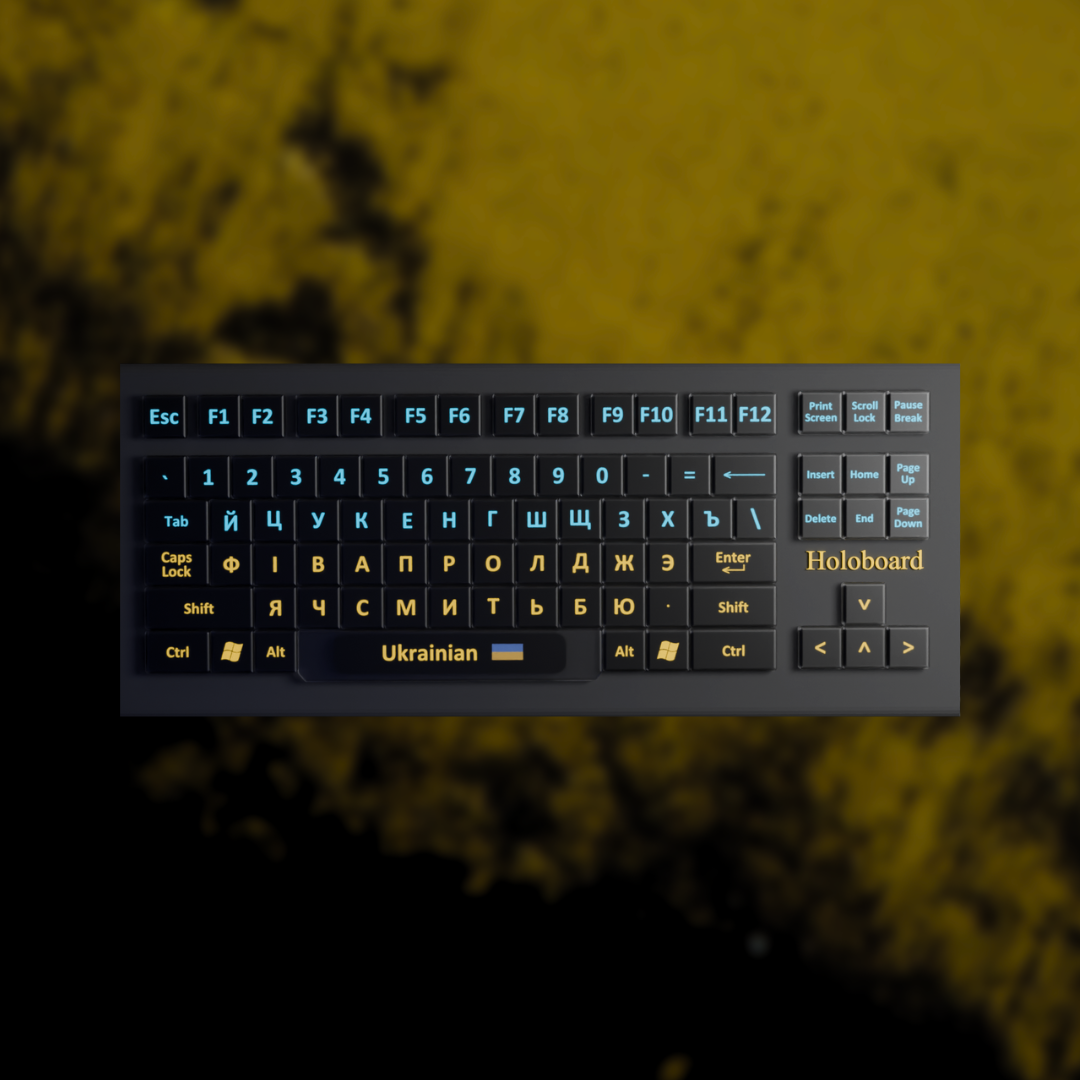 Esc F1 F2 F3 F4 F5 F6 F7 F8 F9 F10 F11 F12 Print Screen Scroll Lock Pause Break
` 1 2 3 4 5 6 7 8 9 0 - = ← Insert Home Page Up
Tab Й Ц У К Е Н Г Ш Щ З Х Ъ \ Delete End Page Down
Caps Lock Ф І В А П Р О Л Д Ж Э Enter
Holoboard
Shift Я Ч С М И Т Ь Б Ю . Shift ˅
Ctrl Alt Ukrainian Alt Ctrl < ^ >